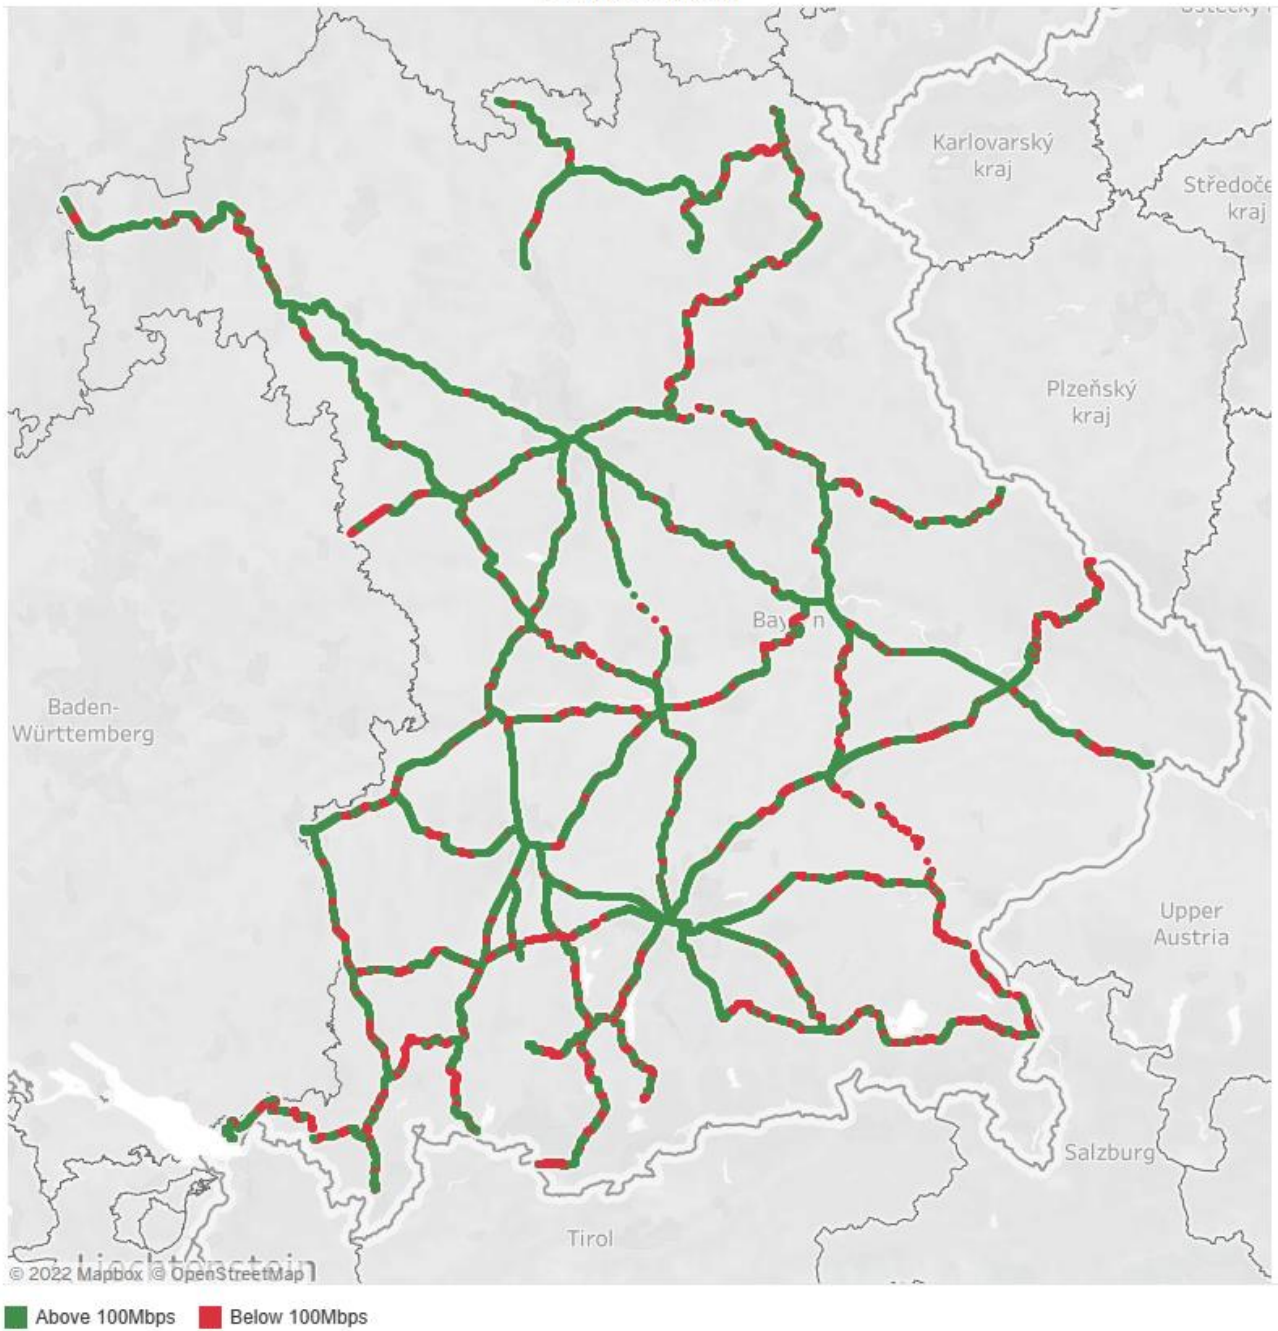 Karlovarský
kraj
Středoče
kraj
Plzeňský
kraj
Bay n
Baden-
Württemberg
Upper
Austria
Salzburg
Tirol
Liechtenstein
© 2022 Mapbox © OpenStreetMap
Above 100Mbps
Below 100Mbps